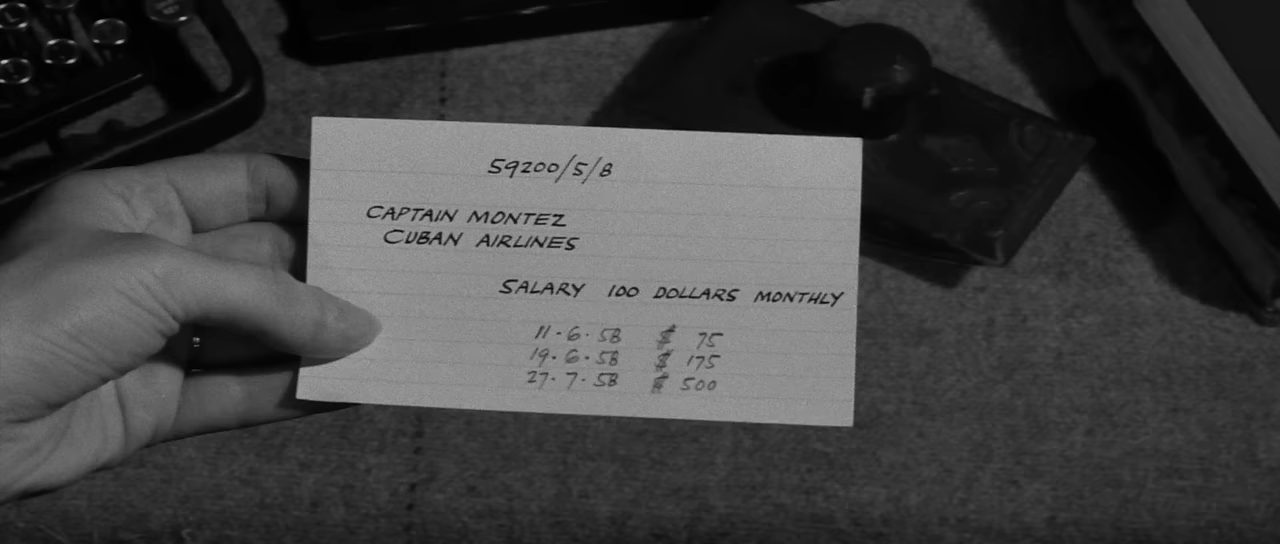 59200/5/8
CAPTAIN MONTEZ
CUBAN AIRLINES
SALARY 100 DOLLARS MONTHLY
11.6.58 $ 75
19.6.58 $ 175
27.7.58 $ 500